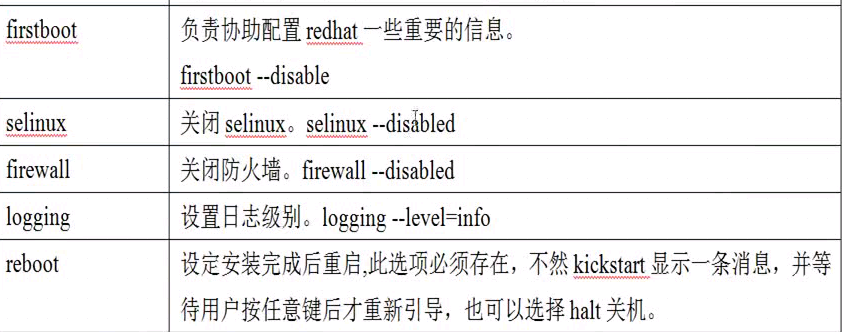 firstboot 负责协助配置 redhat 一些重要的信息。
firstboot --disable
selinux 关闭 selinux。selinux --disabled
firewall 关闭防火墙。firewall --disabled
logging 设置日志级别。logging --level=info
reboot 设定安装完成后重启,此选项必须存在，不然 kickstart 显示一条消息，并等
待用户按任意键后才重新引导，也可以选择 halt 关机。